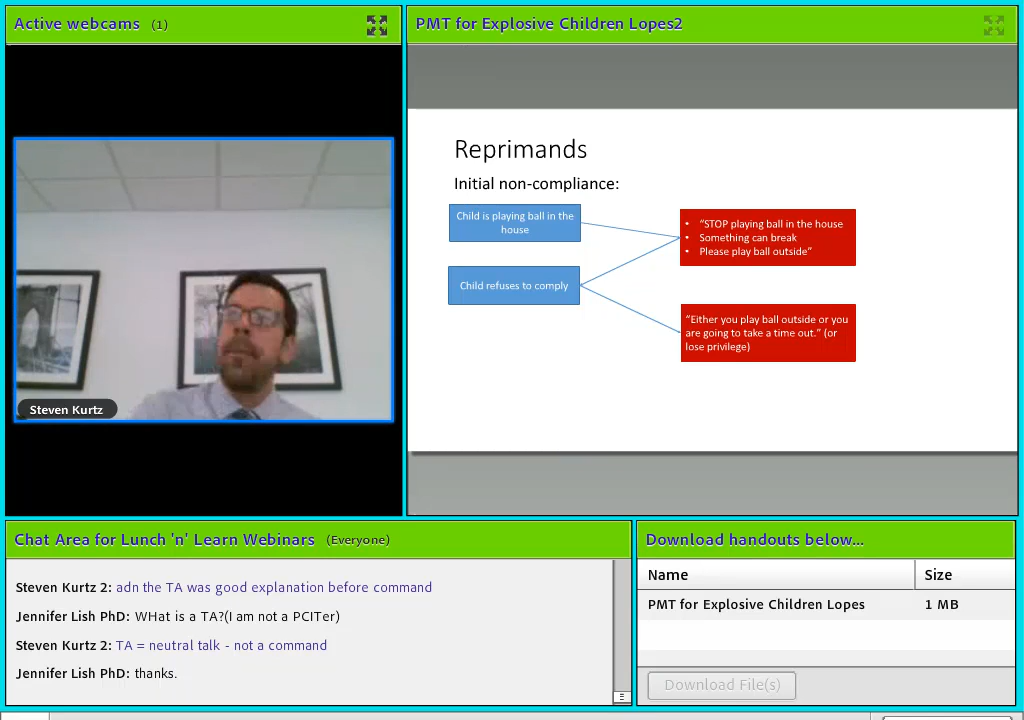 Active webcams (1)
PMT for Explosive Children Lopes2
Reprimands
Initial non-compliance:
Child is playing ball in the
house
• “STOP playing ball in the house
• Something can break
• Please play ball outside”
Child refuses to comply
“Either you play ball outside or you
are going to take a time out.” (or
lose privilege)
Steven Kurtz
Chat Area for Lunch 'n' Learn Webinars (Everyone)
Steven Kurtz 2: adn the TA was good explanation before command
Jennifer Lish PhD: WHat is a TA?(I am not a PCITer)
Steven Kurtz 2: TA = neutral talk - not a command
Jennifer Lish PhD: thanks.
Download handouts below...
Name Size
PMT for Explosive Children Lopes 1 MB
Download File(s)